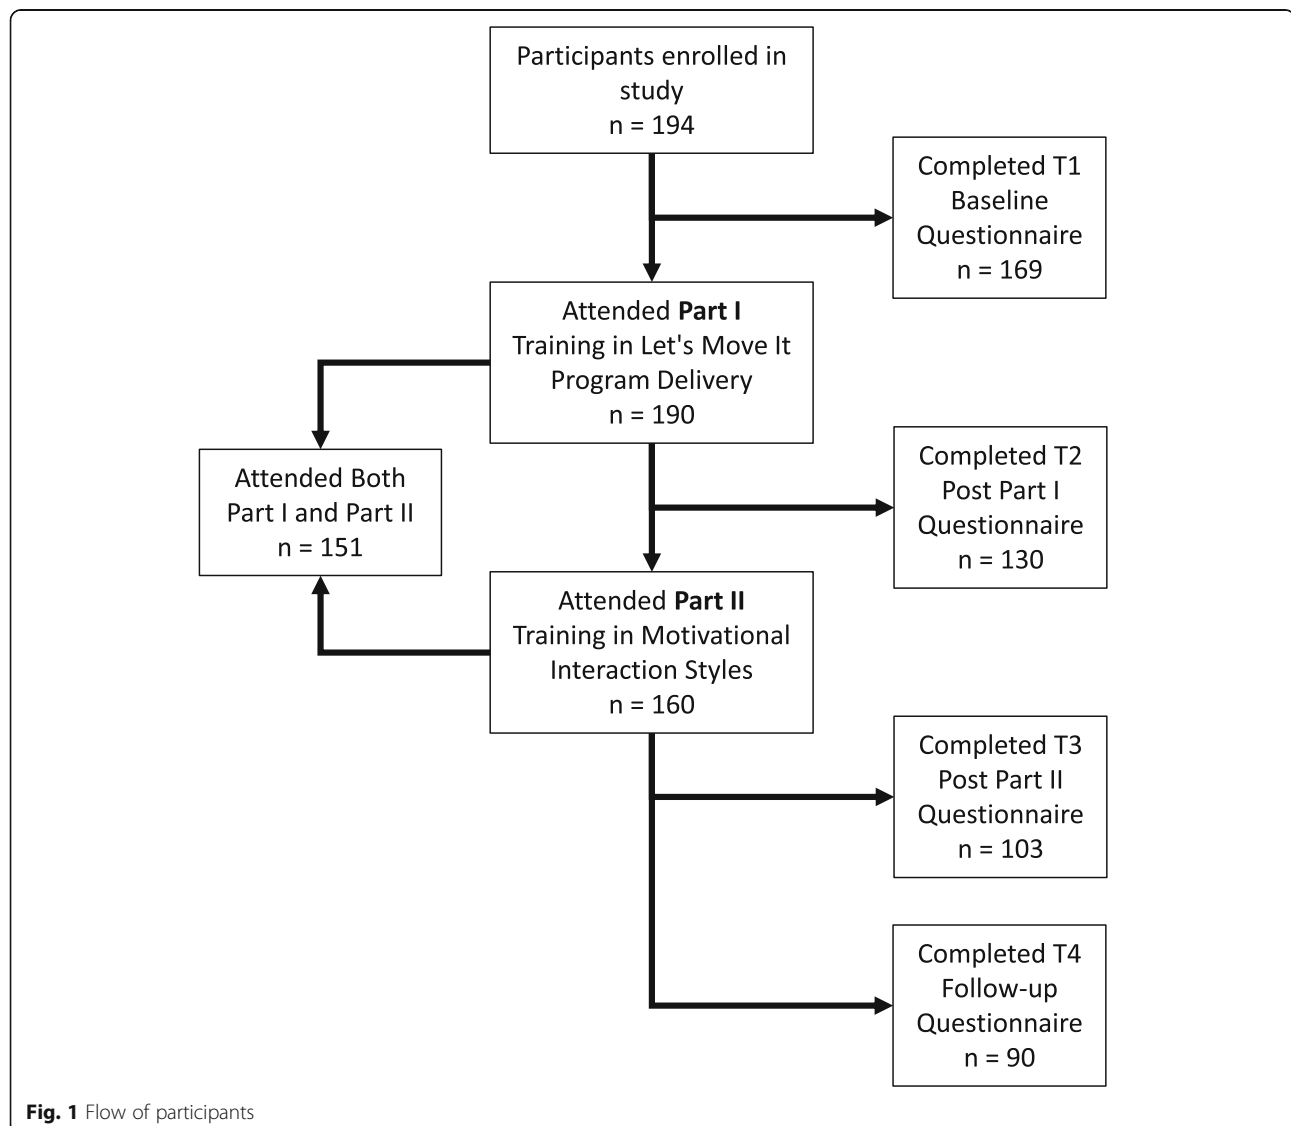 Participants enrolled in
study
n = 194
Completed T1
Baseline
Questionnaire
n = 169
Attended Part I
Training in Let's Move It
Program Delivery
n = 190
Attended Both
Part I and Part II
n = 151
Completed T2
Post Part I
Questionnaire
n = 130
Attended Part II
Training in Motivational
Interaction Styles
n = 160
Completed T3
Post Part II
Questionnaire
n = 103
Completed T4
Follow-up
Questionnaire
n = 90
Fig. 1 Flow of participants